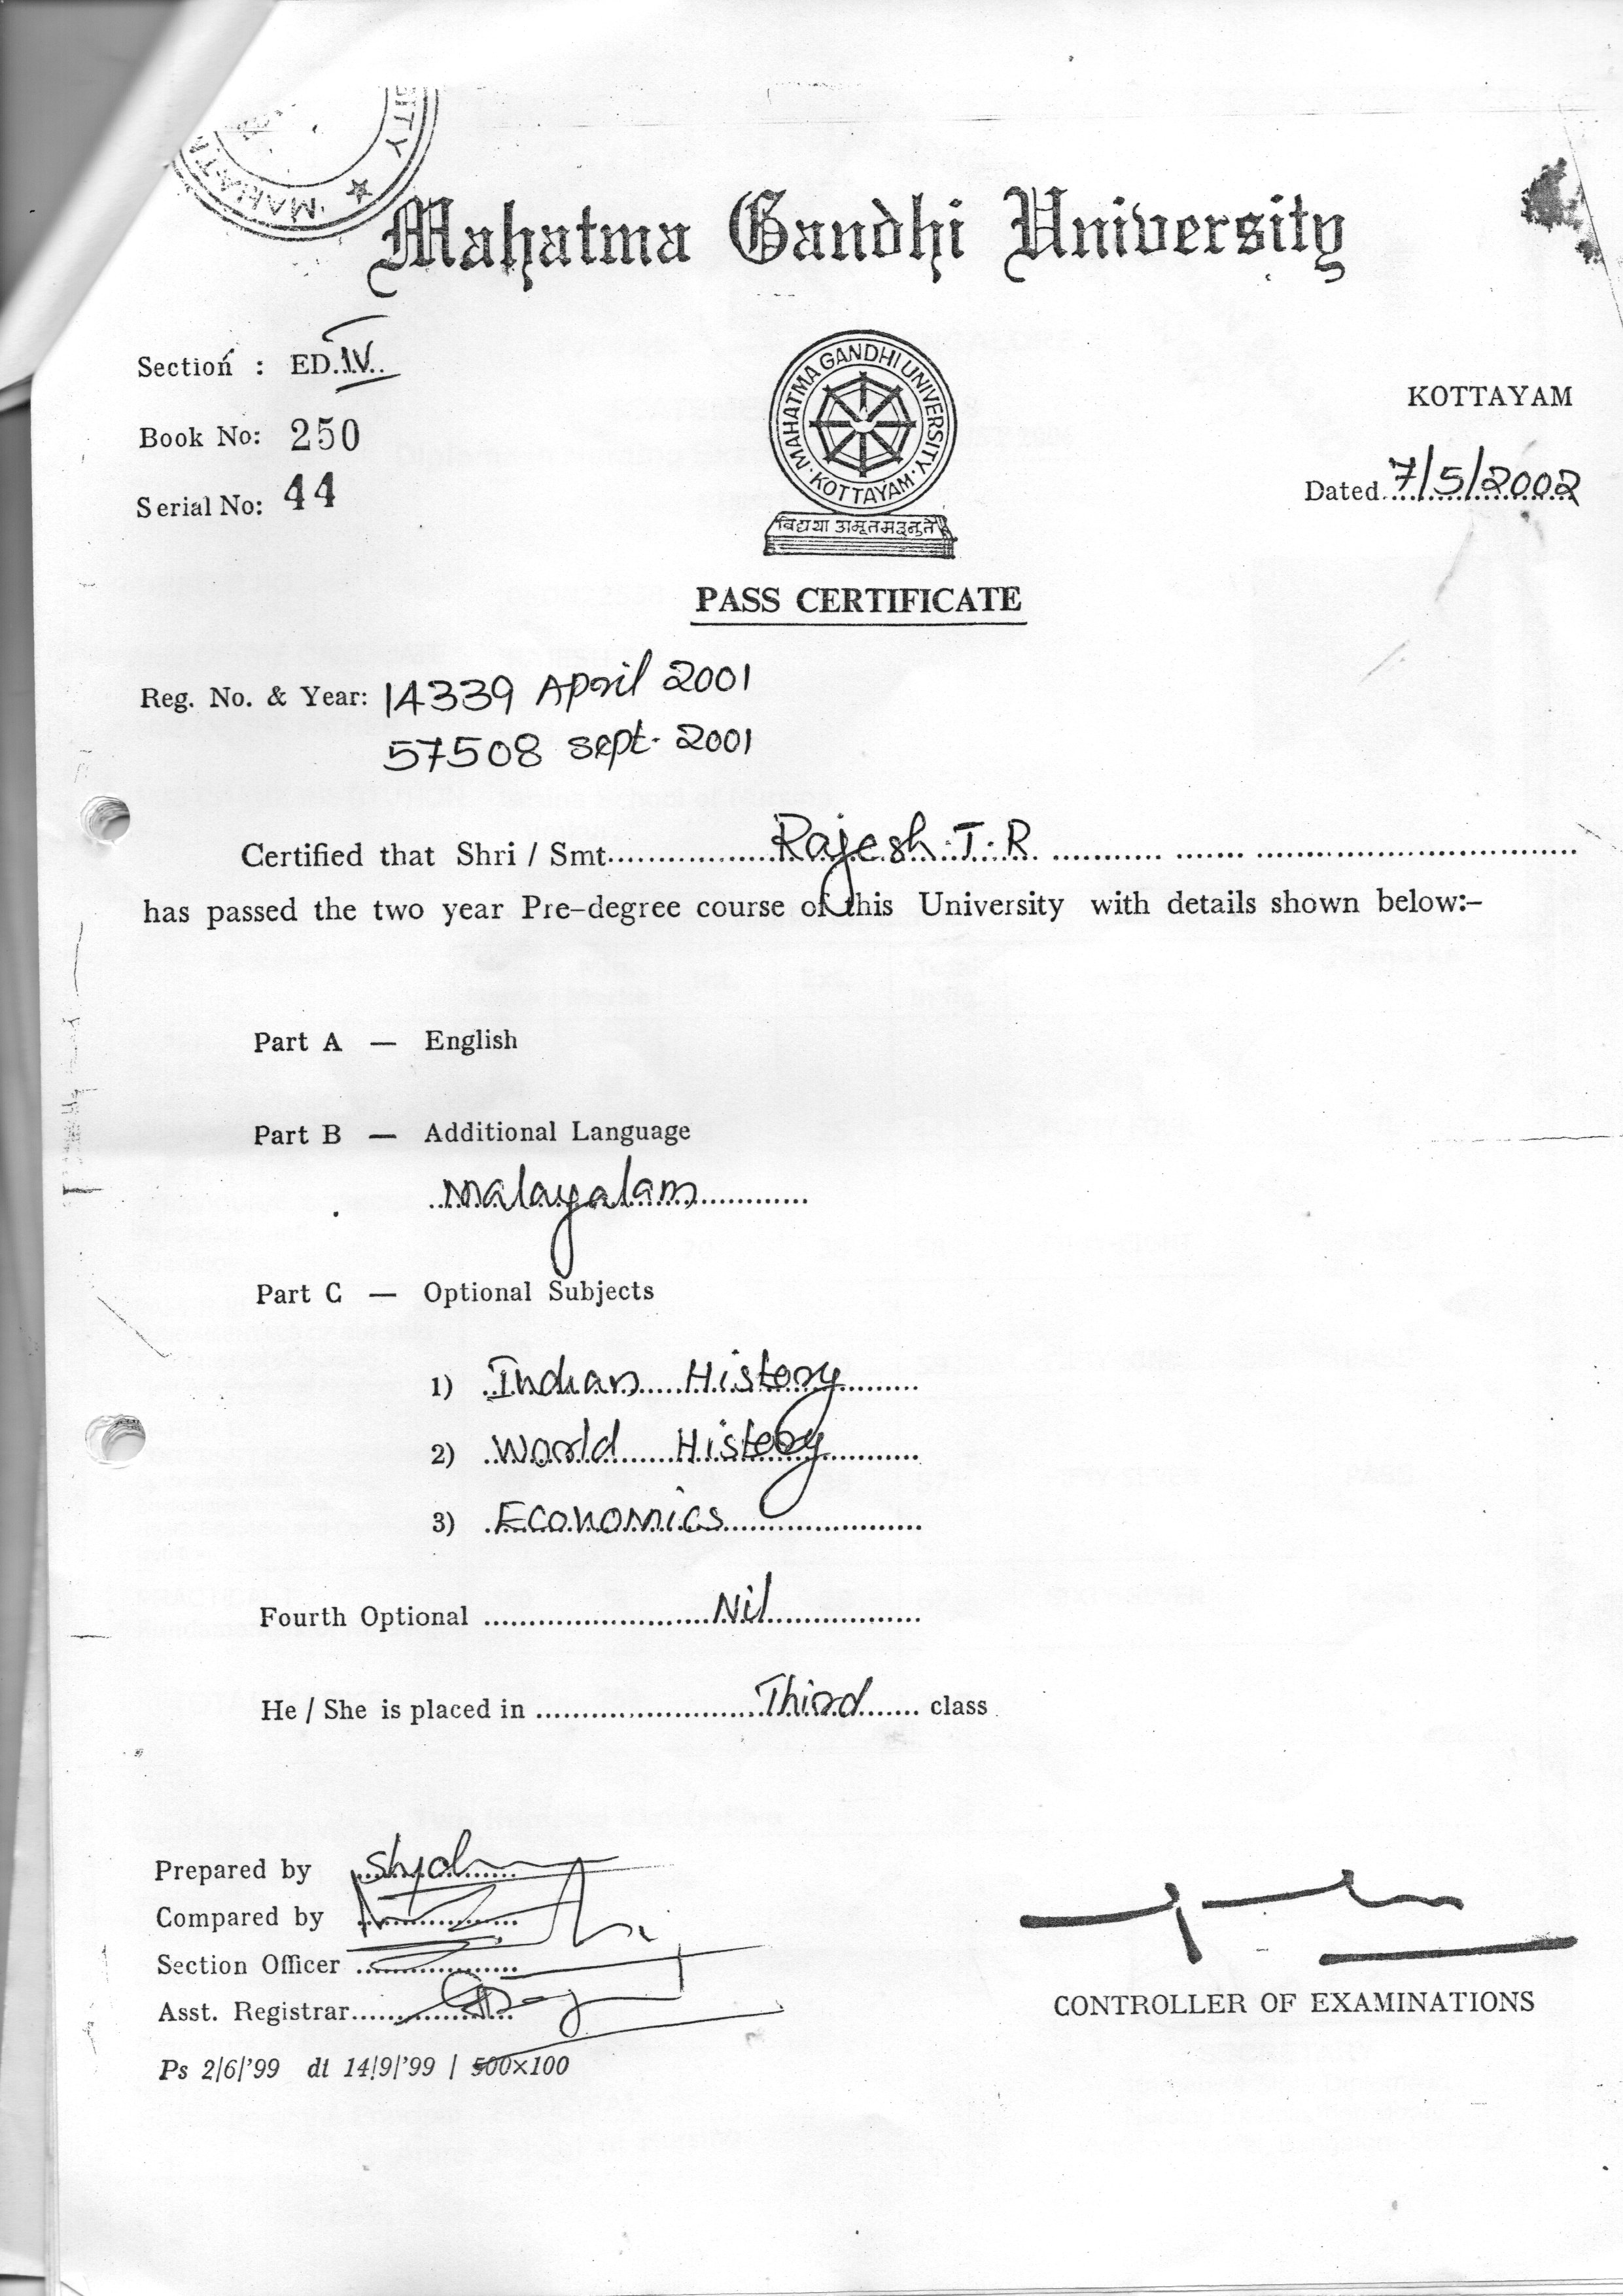 MAHATMA
SITY
Mahatma Gandhi University
Section : ED.IV.
Book No: 250
Serial No: 44
MAHATMA GANDHI UNIVERSITY
KOTTAYAM
विद्यया अमृतमश्नुते
KOTTAYAM
Dated 7/5/2002
PASS CERTIFICATE
Reg. No. & Year: 14339 April 2001
57508 Sept. 2001
Certified that Shri / Smt. Rajesh. T. R
has passed the two year Pre-degree course of this University with details shown below:-
Part A — English
Part B — Additional Language
Malayalam
Part C — Optional Subjects
1) Indian History
2) World History
3) Economics
Fourth Optional Nil
He / She is placed in Third class
Prepared by
Compared by
Section Officer
Asst. Registrar
CONTROLLER OF EXAMINATIONS
Ps 2/6/'99 dt 14/9/'99 / 500×100